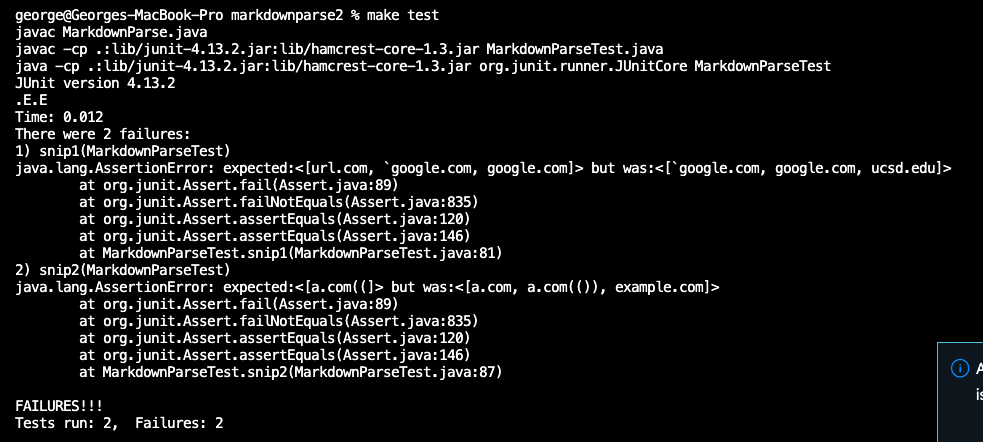 george@Georges-MacBook-Pro markdownparse2 % make test
javac MarkdownParse.java
javac -cp .:lib/junit-4.13.2.jar:lib/hamcrest-core-1.3.jar MarkdownParseTest.java
java -cp .:lib/junit-4.13.2.jar:lib/hamcrest-core-1.3.jar org.junit.runner.JUnitCore MarkdownParseTest
JUnit version 4.13.2
.E.E
Time: 0.012
There were 2 failures:
1) snip1(MarkdownParseTest)
java.lang.AssertionError: expected:<[url.com, `google.com, google.com]> but was:<[`google.com, google.com, ucsd.edu]>
        at org.junit.Assert.fail(Assert.java:89)
        at org.junit.Assert.failNotEquals(Assert.java:835)
        at org.junit.Assert.assertEquals(Assert.java:120)
        at org.junit.Assert.assertEquals(Assert.java:146)
        at MarkdownParseTest.snip1(MarkdownParseTest.java:81)
2) snip2(MarkdownParseTest)
java.lang.AssertionError: expected:<[a.com((]> but was:<[a.com, a.com(()), example.com]>
        at org.junit.Assert.fail(Assert.java:89)
        at org.junit.Assert.failNotEquals(Assert.java:835)
        at org.junit.Assert.assertEquals(Assert.java:120)
        at org.junit.Assert.assertEquals(Assert.java:146)
        at MarkdownParseTest.snip2(MarkdownParseTest.java:87)

FAILURES!!!
Tests run: 2,  Failures: 2